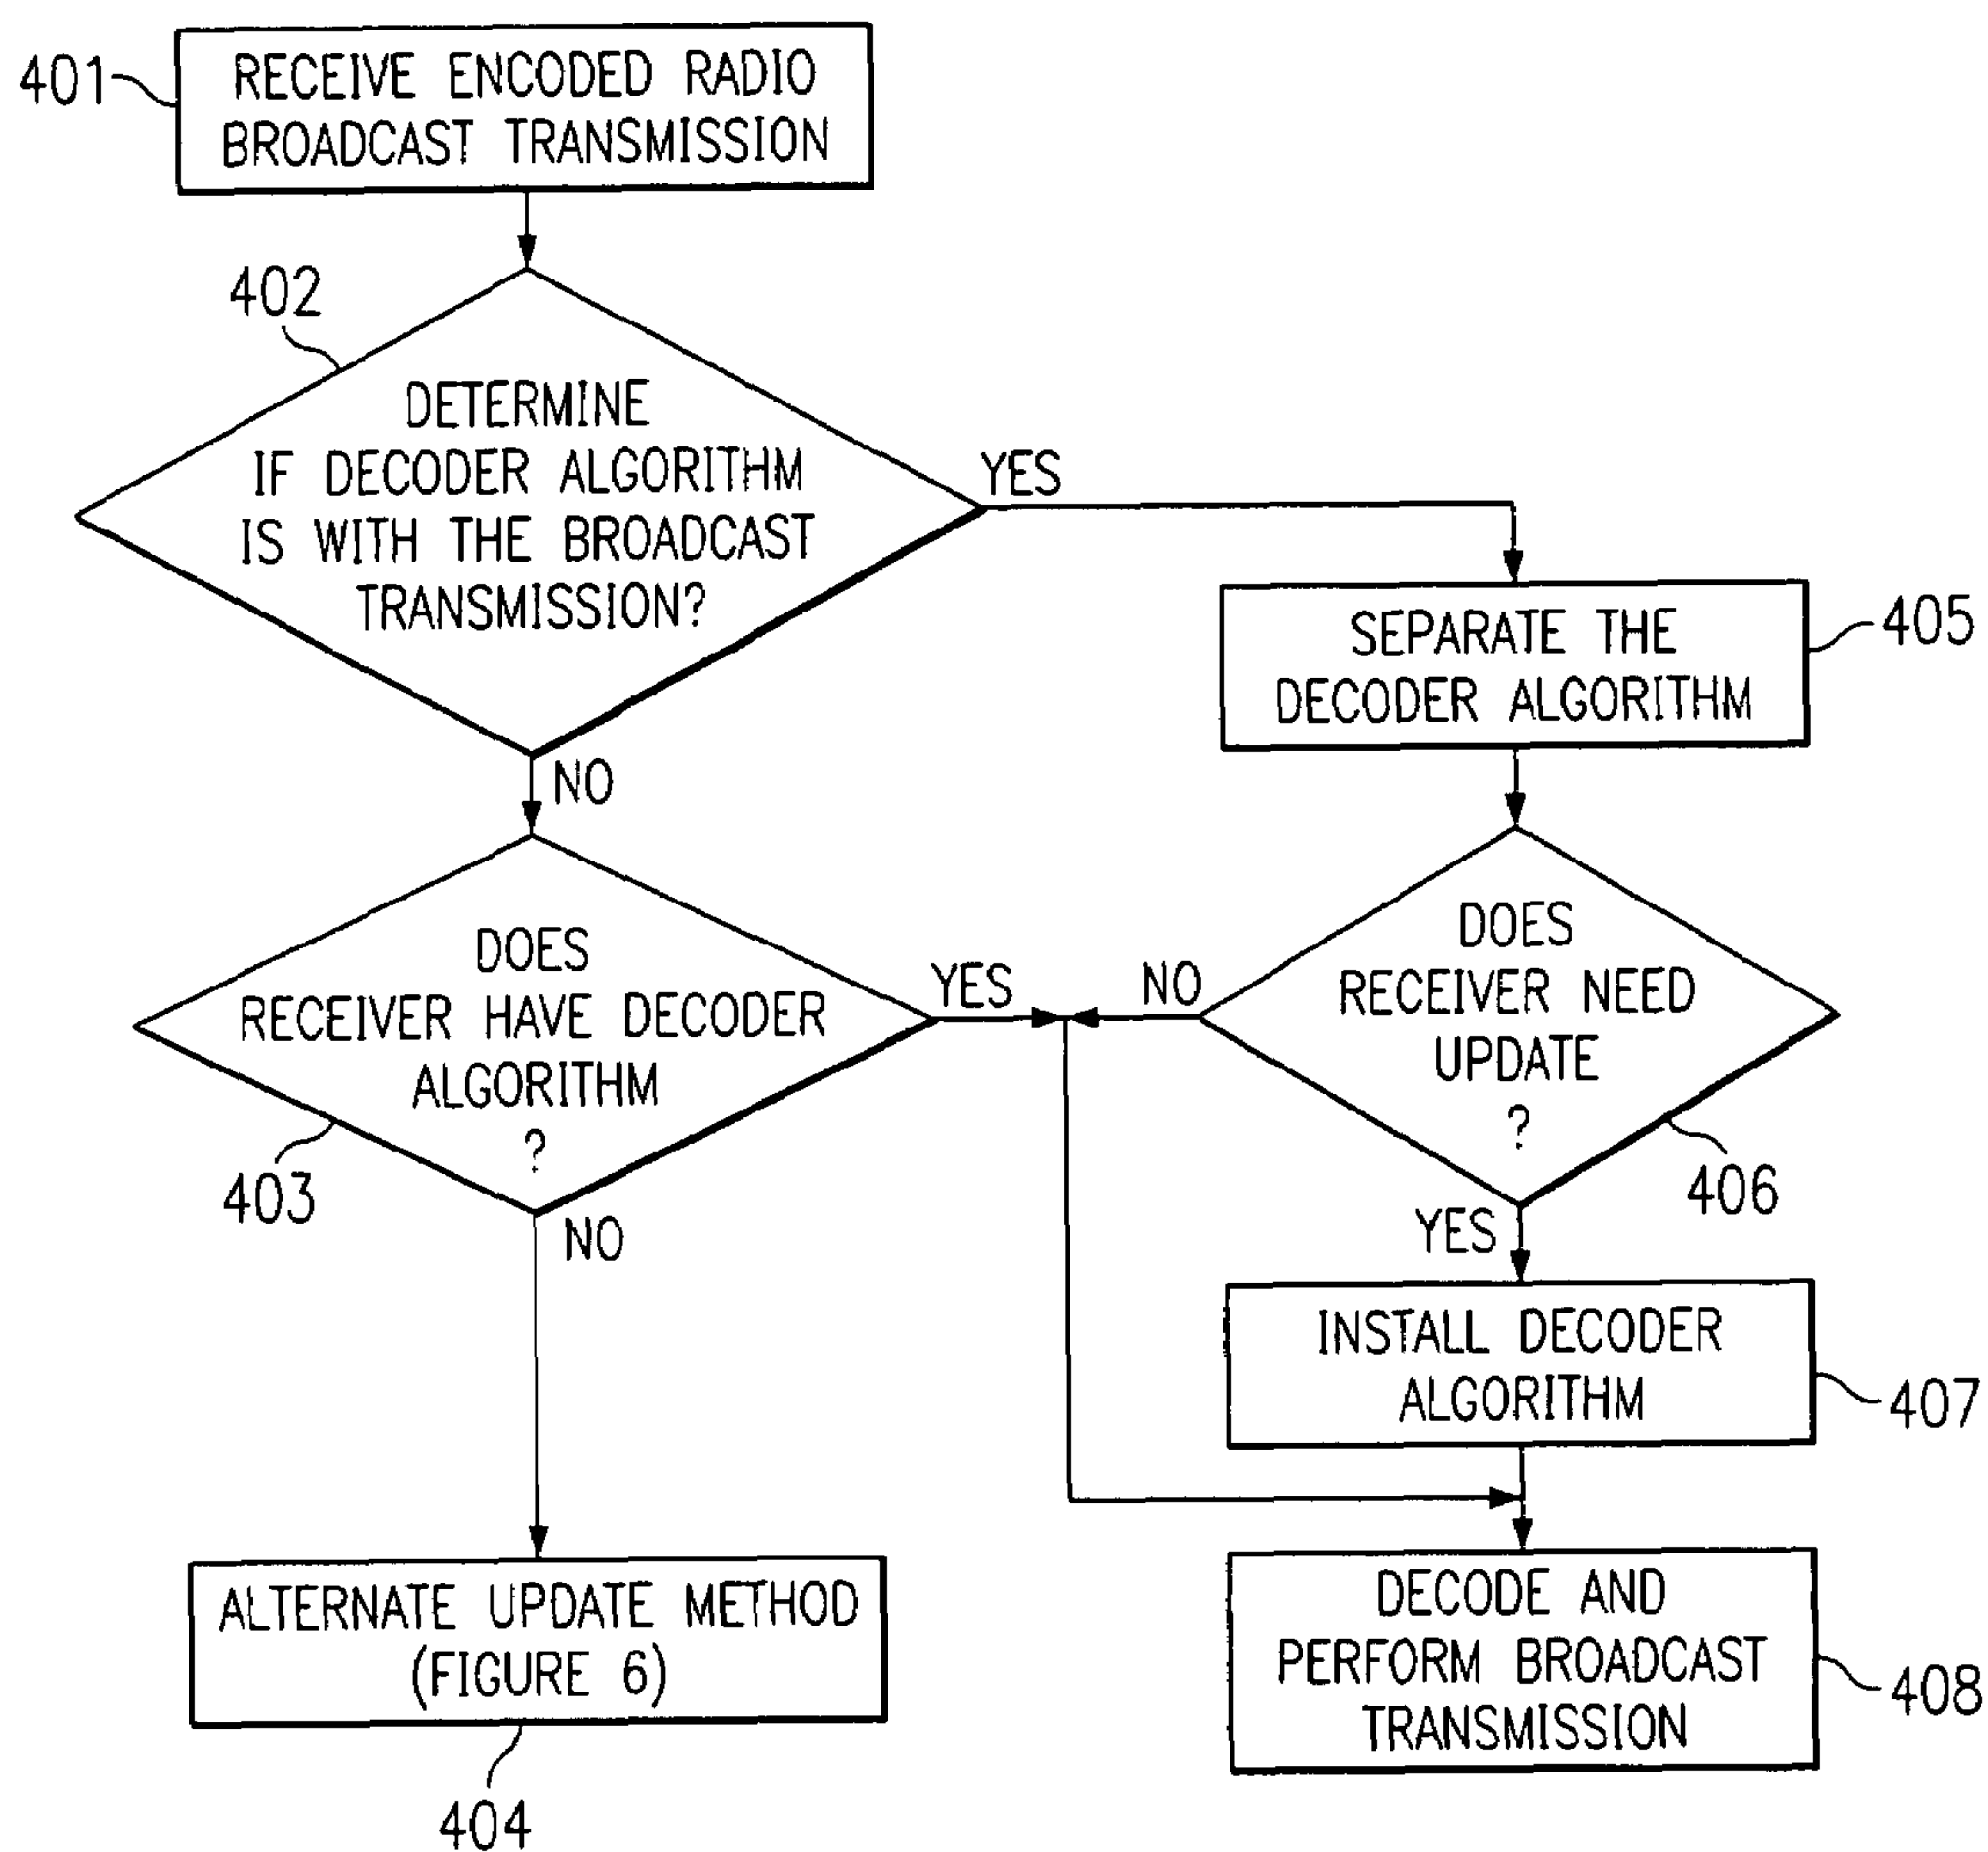 401
RECEIVE ENCODED RADIO
BROADCAST TRANSMISSION
402
DETERMINE
IF DECODER ALGORITHM
IS WITH THE BROADCAST
TRANSMISSION?
YES
NO
SEPARATE THE
DECODER ALGORITHM
405
DOES
RECEIVER HAVE DECODER
ALGORITHM
?
403
YES
NO
DOES
RECEIVER NEED
UPDATE
?
406
NO
YES
INSTALL DECODER
ALGORITHM
407
ALTERNATE UPDATE METHOD
(FIGURE 6)
404
DECODE AND
PERFORM BROADCAST
TRANSMISSION
408